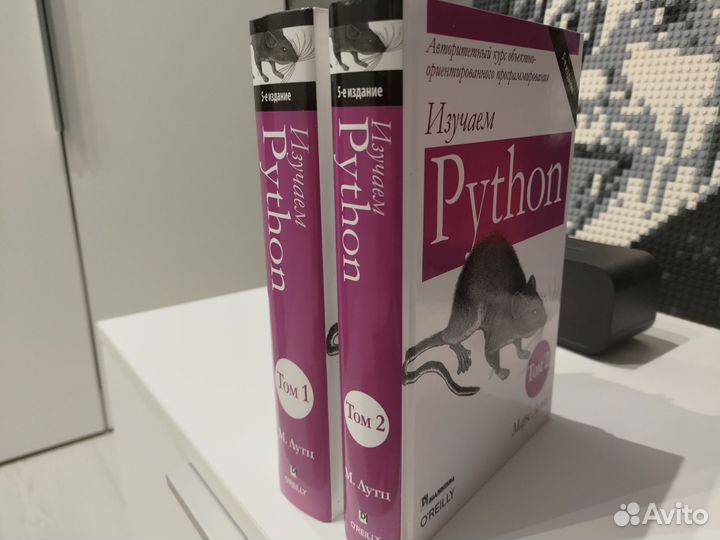 5-е издание
Изучаем
Python
Том 1
М. Лутц
O'REILLY
5-е издание
Изучаем
Python
Том 2
М. Лутц
O'REILLY
Авторитетный курс объектно-
ориентированного программирования
Изучаем
Python
Том 2
Марк
ДИАЛЕКТИКА
O'REILLY
Avito